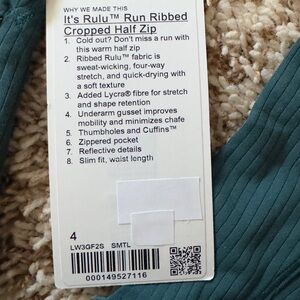 WHY WE MADE THIS
It's Rulu™ Run Ribbed
Cropped Half Zip
1. Cold out? Don't miss a run with
this warm half zip
2. Ribbed Rulu™ fabric is
sweat-wicking, four-way
stretch, and quick-drying with
a soft texture
3. Added Lycra® fibre for stretch
and shape retention
4. Underarm gusset improves
mobility and minimizes chafe
5. Thumbholes and Cuffins™
6. Zippered pocket
7. Reflective details
8. Slim fit, waist length
4
LW3GF2S SMTL
000149527116